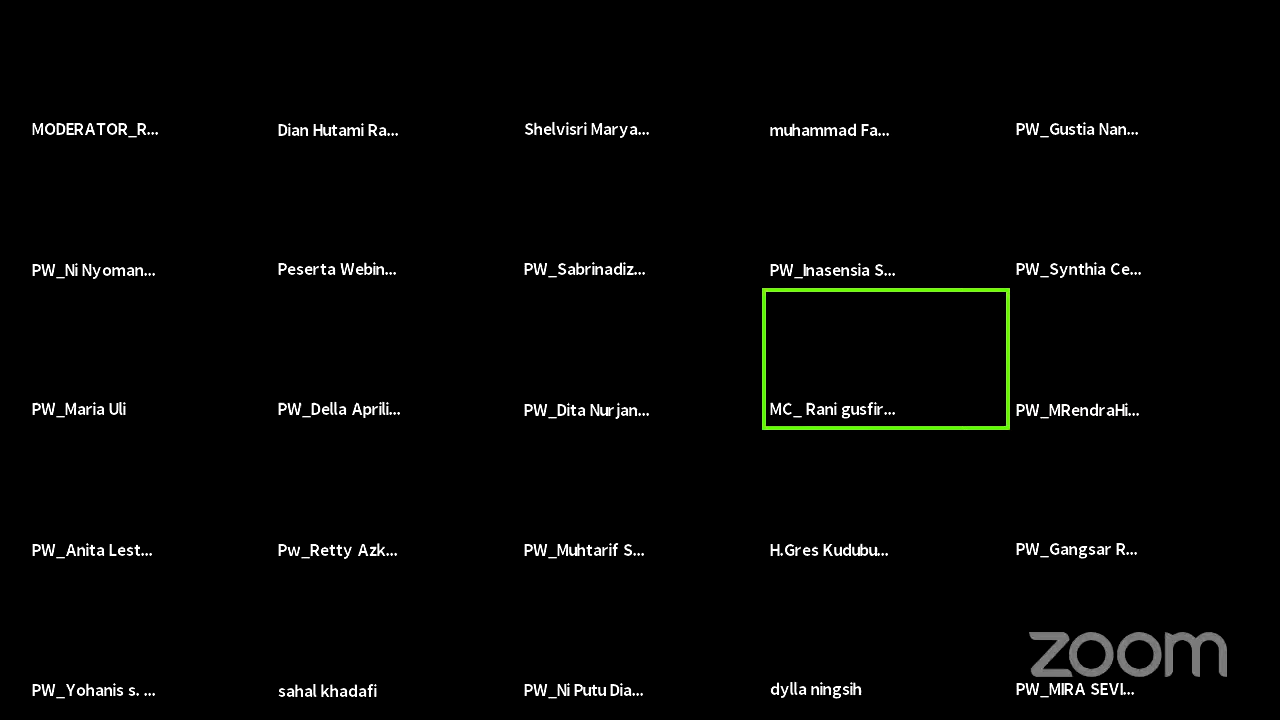 MODERATOR_R...
Dian Hutami Ra...
Shelvisri Marya...
muhammad Fa...
PW_Gustia Nan...
PW_Ni Nyoman...
Peserta Webin...
PW_Sabrinadiz...
PW_Inasensia S...
PW_Synthia Ce...
PW_Maria Uli
PW_Della Aprili...
PW_Dita Nurjan...
MC_ Rani gusfir...
PW_MRendraHi...
PW_Anita Lest...
Pw_Retty Azk...
PW_Muhtarif S...
H.Gres Kudubu...
PW_Gangsar R...
zoom
PW_Yohanis s. ...
sahal khadafi
PW_Ni Putu Dia...
dylla ningsih
PW_MIRA SEVI...